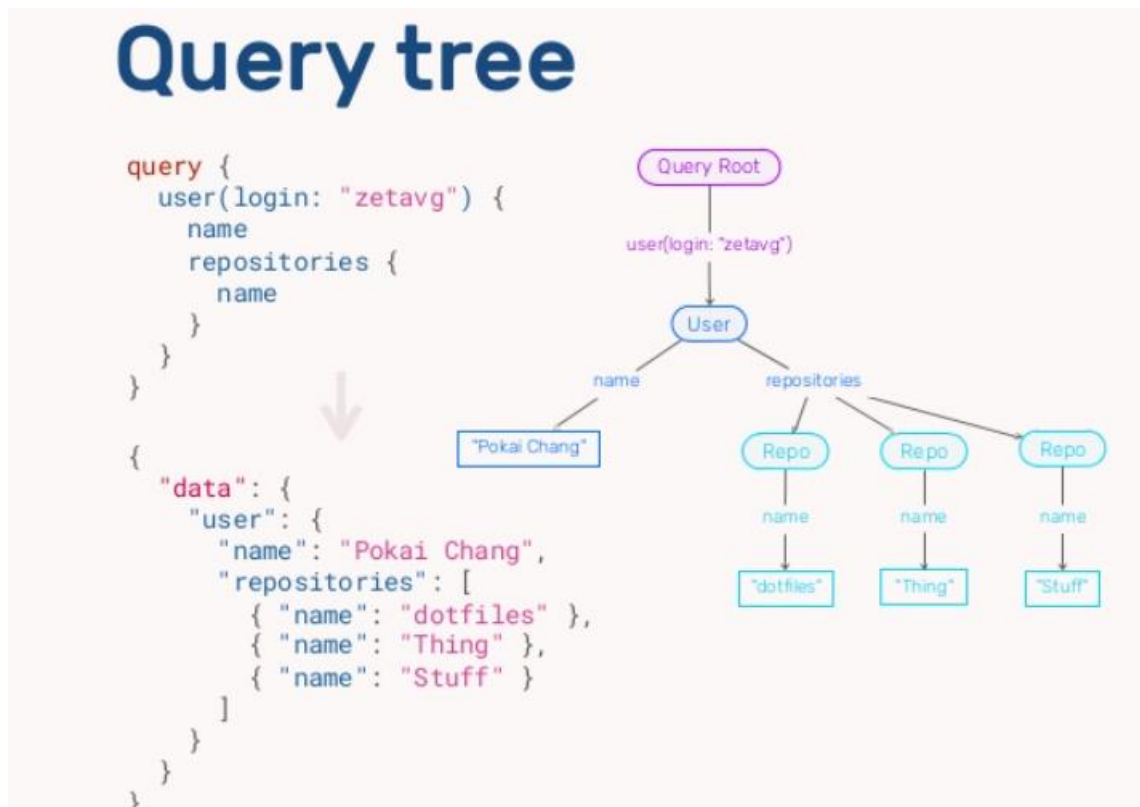 Query tree
query {
user(login: "zetavg") {
name
repositories {
name
}
}
}
{
"data": {
"user": {
"name": "Pokai Chang",
"repositories": [
{ "name": "dotfiles" },
{ "name": "Thing" },
{ "name": "Stuff" }
]
}
}
}
Query Root
user(login: "zetavg")
User
name repositories
"Pokai Chang" Repo Repo Repo
name name name
"dotfiles" "Thing" "Stuff"